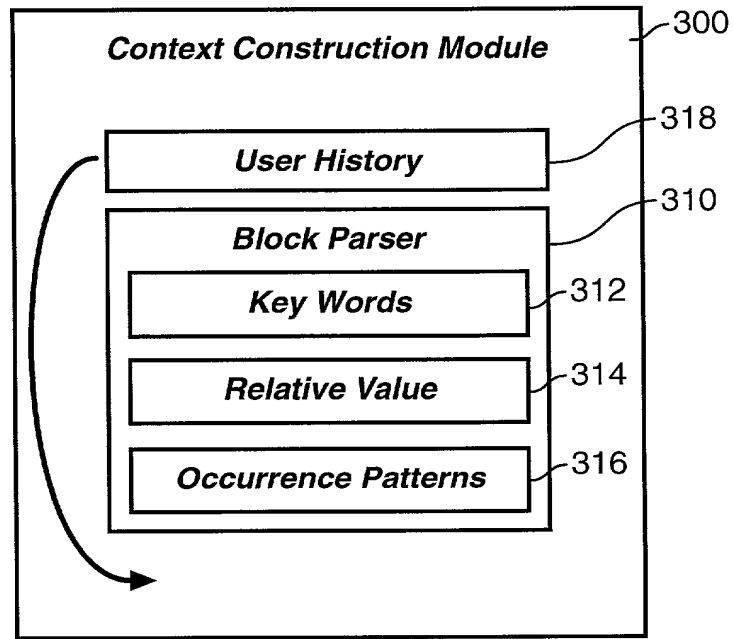 Context Construction Module
300
User History
318
Block Parser
310
Key Words
312
Relative Value
314
Occurrence Patterns
316